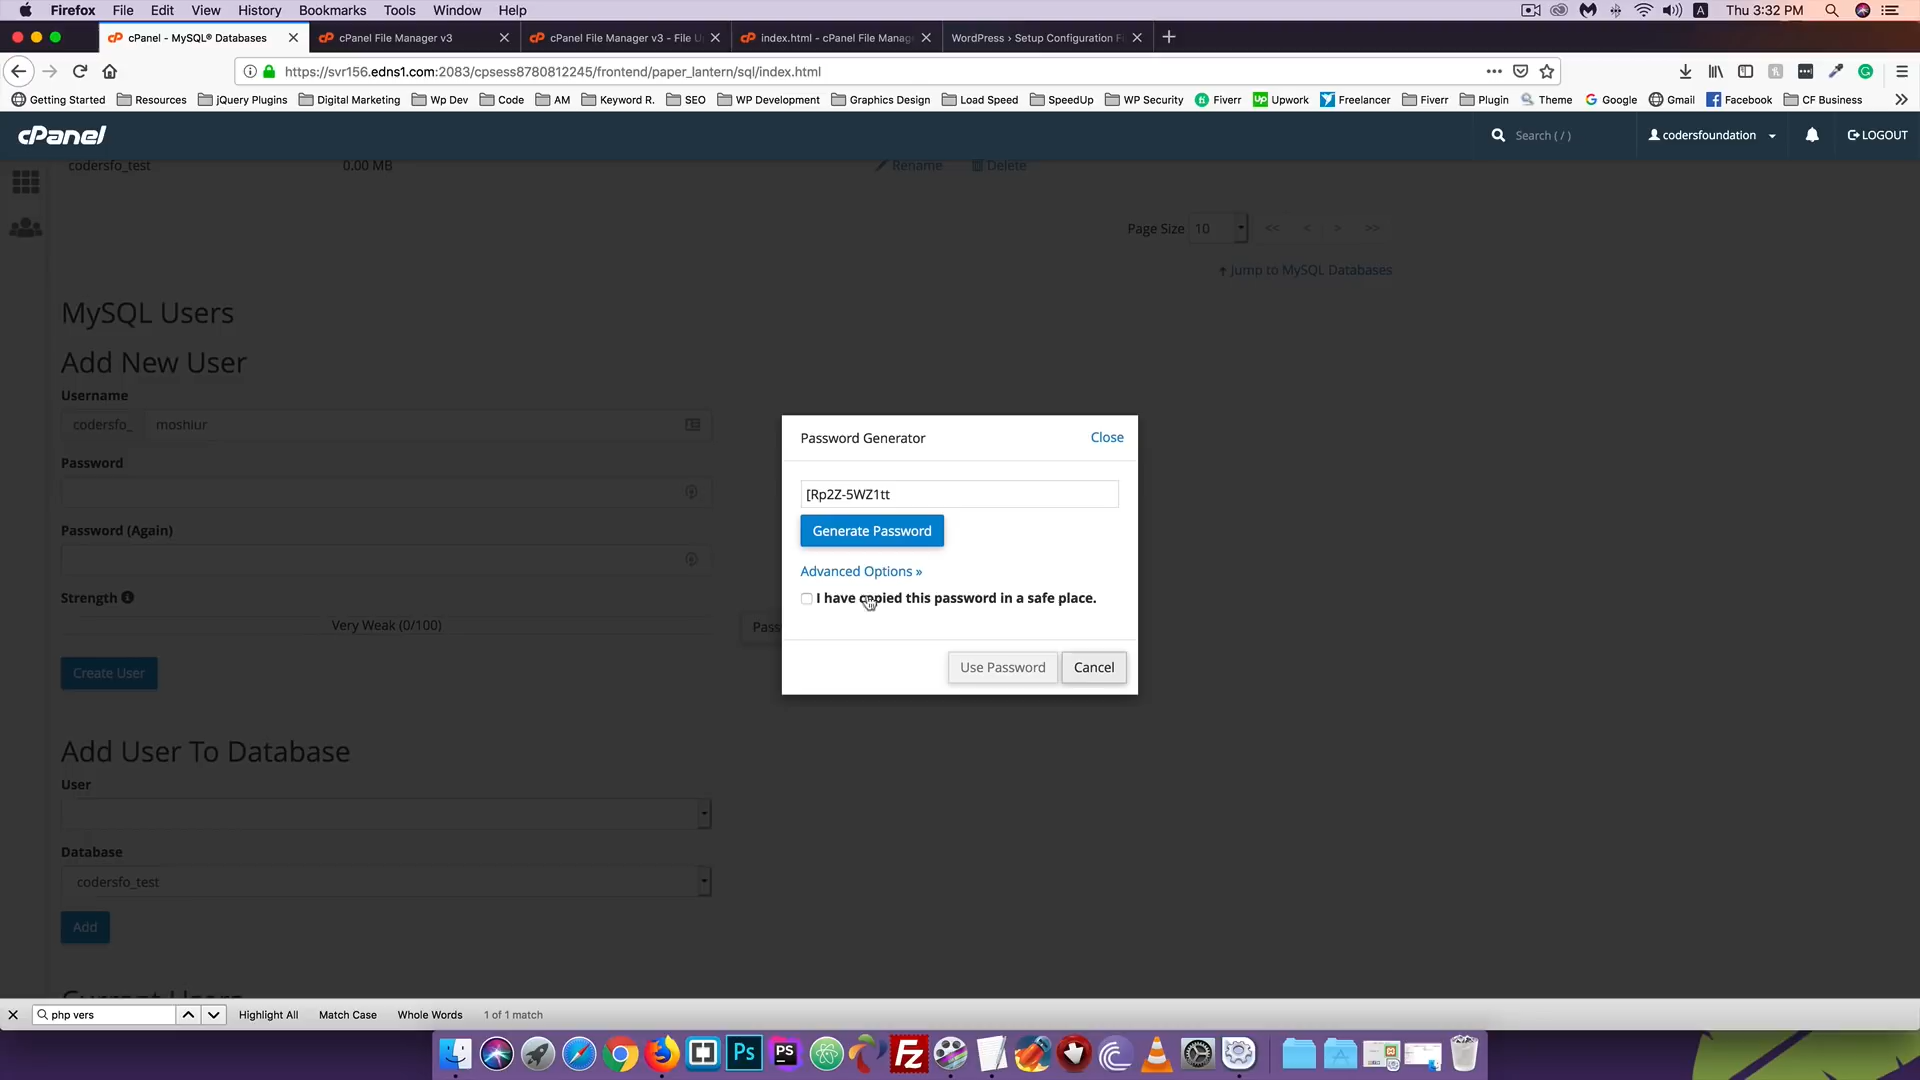 Firefox File Edit View History Bookmarks Tools Window Help
A Thu 3:32 PM
cPanel - MySQL® Databases
cPanel File Manager v3
cPanel File Manager v3 - File U
index.html - cPanel File Manag
WordPress › Setup Configuration F
https://svr156.edns1.com:2083/cpsess8780812245/frontend/paper_lantern/sql/index.html
Getting Started Resources jQuery Plugins Digital Marketing Wp Dev Code AM Keyword R. SEO WP Development Graphics Design Load Speed SpeedUp WP Security Fiverr Upwork Freelancer Fiverr Plugin Theme Google Gmail Facebook CF Business
cPanel
Search ( / )
codersfoundation
LOGOUT
codersfo_test 0.00 MB Rename Delete
Page Size 10 << < > >>
Jump to MySQL Databases
MySQL Users
Add New User
Username
codersfo_ moshiur
Password
Password (Again)
Strength
Very Weak (0/100)
Pass
Create User
Password Generator
Close
[Rp2Z-5WZ1tt
Generate Password
Advanced Options »
I have copied this password in a safe place.
Use Password Cancel
Add User To Database
User
Database
codersfo_test
Add
Current Users
php vers Highlight All Match Case Whole Words 1 of 1 match
Ps PS Fz